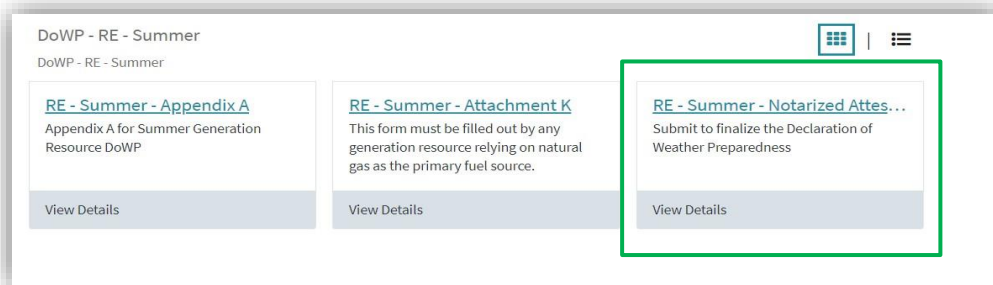 DoWP - RE - Summer
DoWP - RE - Summer
RE - Summer - Appendix A
Appendix A for Summer Generation
Resource DoWP
View Details
RE - Summer - Attachment K
This form must be filled out by any
generation resource relying on natural
gas as the primary fuel source.
View Details
RE - Summer - Notarized Attes...
Submit to finalize the Declaration of
Weather Preparedness
View Details